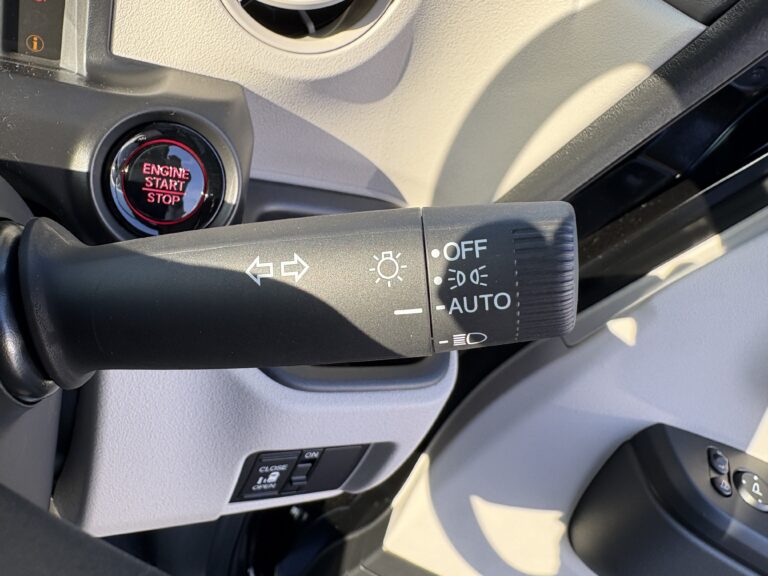 ENGINE
START
STOP
OFF
AUTO
ON
CLOSE
OPEN
P